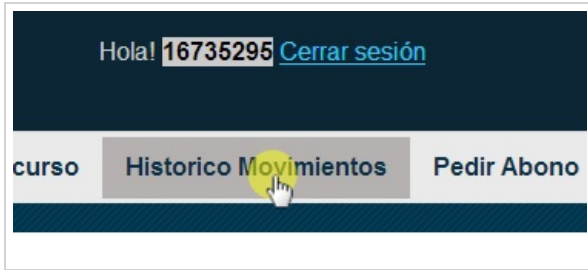 Hola! 16735295 Cerrar sesión
curso Historico Movimientos Pedir Abono